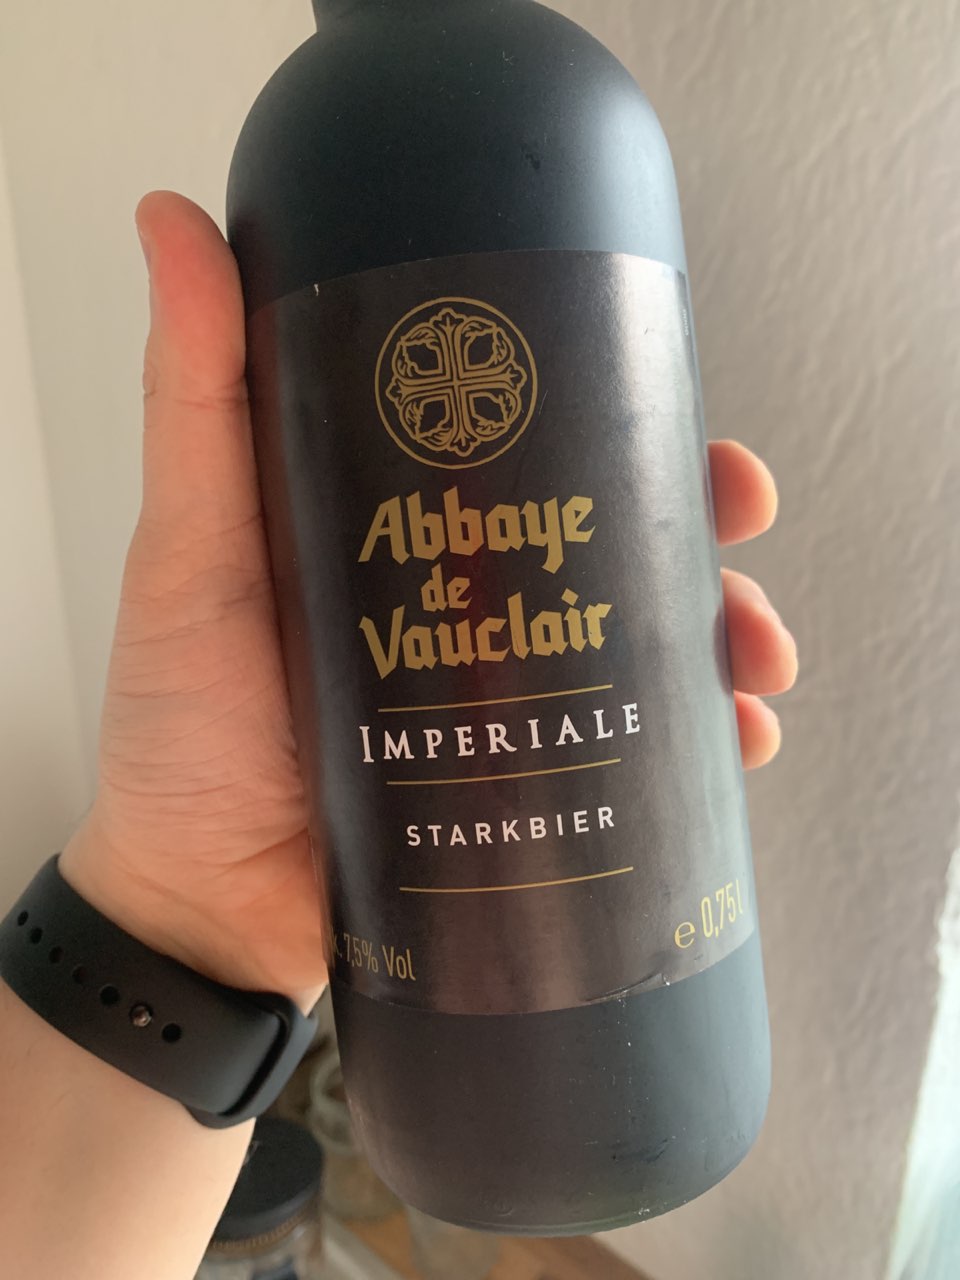 Abbaye
de
Vauclair
IMPERIALE
STARKBIER
7,5% Vol
e 0,75 l